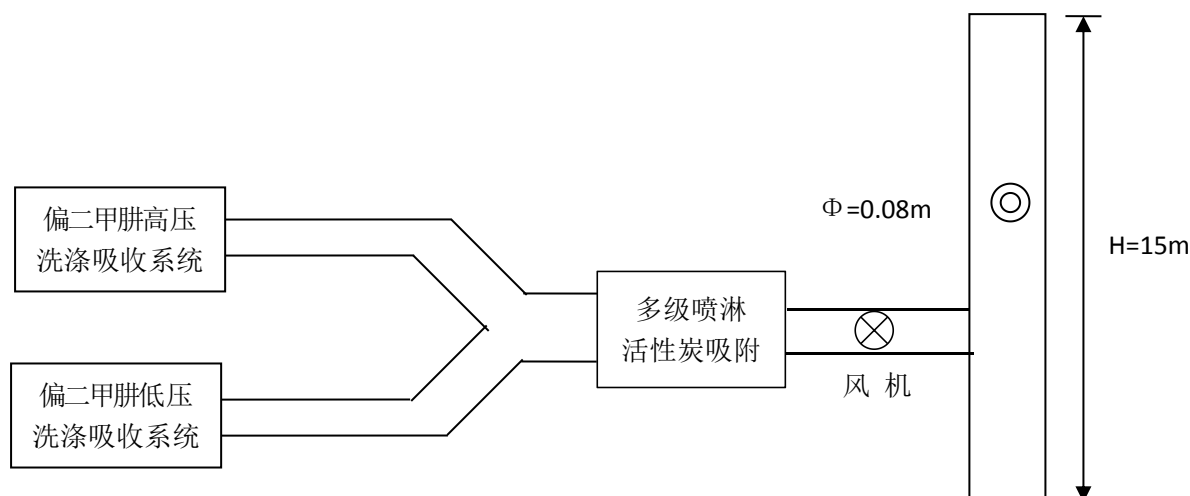 偏二甲肼高压
洗涤吸收系统
偏二甲肼低压
洗涤吸收系统
多级喷淋
活性炭吸附
风 机
Φ=0.08m
H=15m